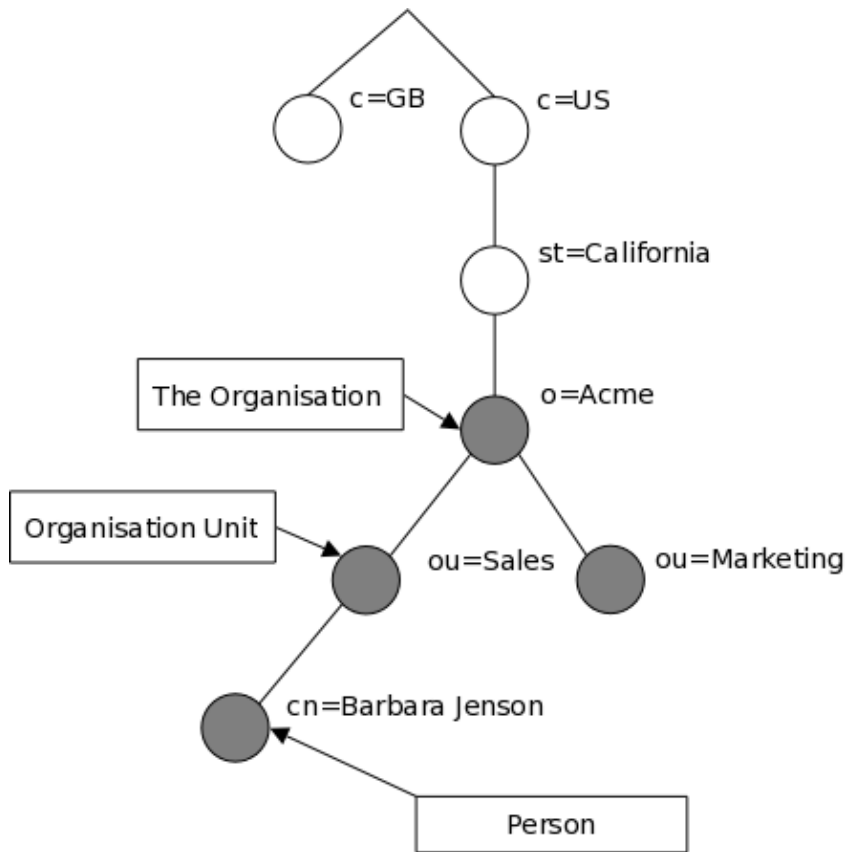 c=GB
c=US
st=California
The Organisation
o=Acme
Organisation Unit
ou=Sales
ou=Marketing
cn=Barbara Jenson
Person